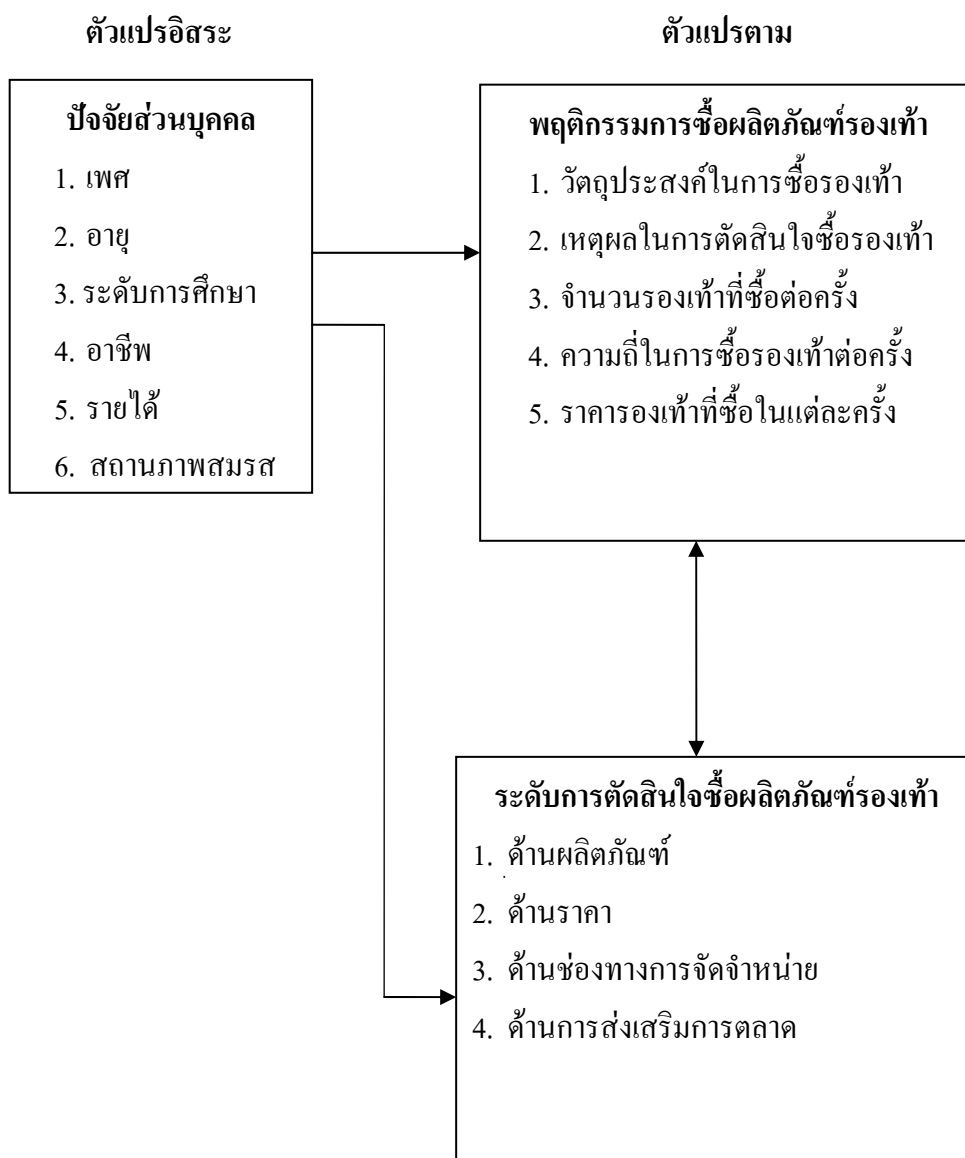 ตัวแปรอิสระ
ตัวแปรตาม
ปัจจัยส่วนบุคคล
1. เพศ
2. อายุ
3. ระดับการศึกษา
4. อาชีพ
5. รายได้
6. สถานภาพสมรส
พฤติกรรมการซื้อผลิตภัณฑ์รองเท้า
1. วัตถุประสงค์ในการซื้อรองเท้า
2. เหตุผลในการตัดสินใจซื้อรองเท้า
3. จำนวนรองเท้าที่ซื้อต่อครั้ง
4. ความถี่ในการซื้อรองเท้าต่อครั้ง
5. ราคารองเท้าที่ซื้อในแต่ละครั้ง
ระดับการตัดสินใจซื้อผลิตภัณฑ์รองเท้า
1. ด้านผลิตภัณฑ์
2. ด้านราคา
3. ด้านช่องทางการจัดจำหน่าย
4. ด้านการส่งเสริมการตลาด